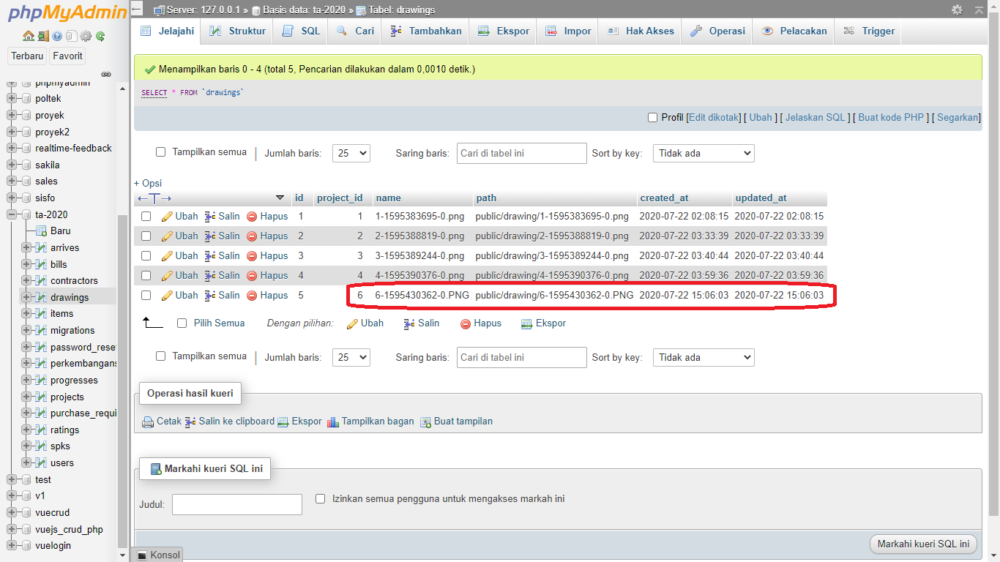 phpMyAdmin
Terbaru Favorit
phpmyadmin
poltek
proyek
proyek2
realtime-feedback
sakila
sales
sisfo
ta-2020
Baru
arrives
bills
contractors
drawings
items
migrations
password_rese
perkembangans
progresses
projects
purchase_requi
ratings
spks
users
test
v1
vuecrud
vuejs_crud_php
vuelogin
Server: 127.0.0.1 » Basis data: ta-2020 » Tabel: drawings
Jelajahi Struktur SQL Cari Tambahkan Ekspor Impor Hak Akses Operasi Pelacakan Trigger
Menampilkan baris 0 - 4 (total 5, Pencarian dilakukan dalam 0,0010 detik.)
SELECT * FROM `drawings`
Profil [Edit dikotak] [ Ubah ] [ Jelaskan SQL ] [ Buat kode PHP ] [ Segarkan]
Tampilkan semua | Jumlah baris: 25 Saring baris: Cari di tabel ini Sort by key: Tidak ada
+ Opsi
←T→ id project_id name path created_at updated_at
Ubah Salin Hapus 1 1 1-1595383695-0.png public/drawing/1-1595383695-0.png 2020-07-22 02:08:15 2020-07-22 02:08:15
Ubah Salin Hapus 2 2 2-1595388819-0.png public/drawing/2-1595388819-0.png 2020-07-22 03:33:39 2020-07-22 03:33:39
Ubah Salin Hapus 3 3 3-1595389244-0.png public/drawing/3-1595389244-0.png 2020-07-22 03:40:44 2020-07-22 03:40:44
Ubah Salin Hapus 4 4 4-1595390376-0.png public/drawing/4-1595390376-0.png 2020-07-22 03:59:36 2020-07-22 03:59:36
Ubah Salin Hapus 5 6 6-1595430362-0.PNG public/drawing/6-1595430362-0.PNG 2020-07-22 15:06:03 2020-07-22 15:06:03
Pilih Semua Dengan pilihan: Ubah Salin Hapus Ekspor
Tampilkan semua | Jumlah baris: 25 Saring baris: Cari di tabel ini Sort by key: Tidak ada
Operasi hasil kueri
Cetak Salin ke clipboard Ekspor Tampilkan bagan Buat tampilan
Markahi kueri SQL ini
Judul: Izinkan semua pengguna untuk mengakses markah ini
Markahi kueri SQL ini
Konsol